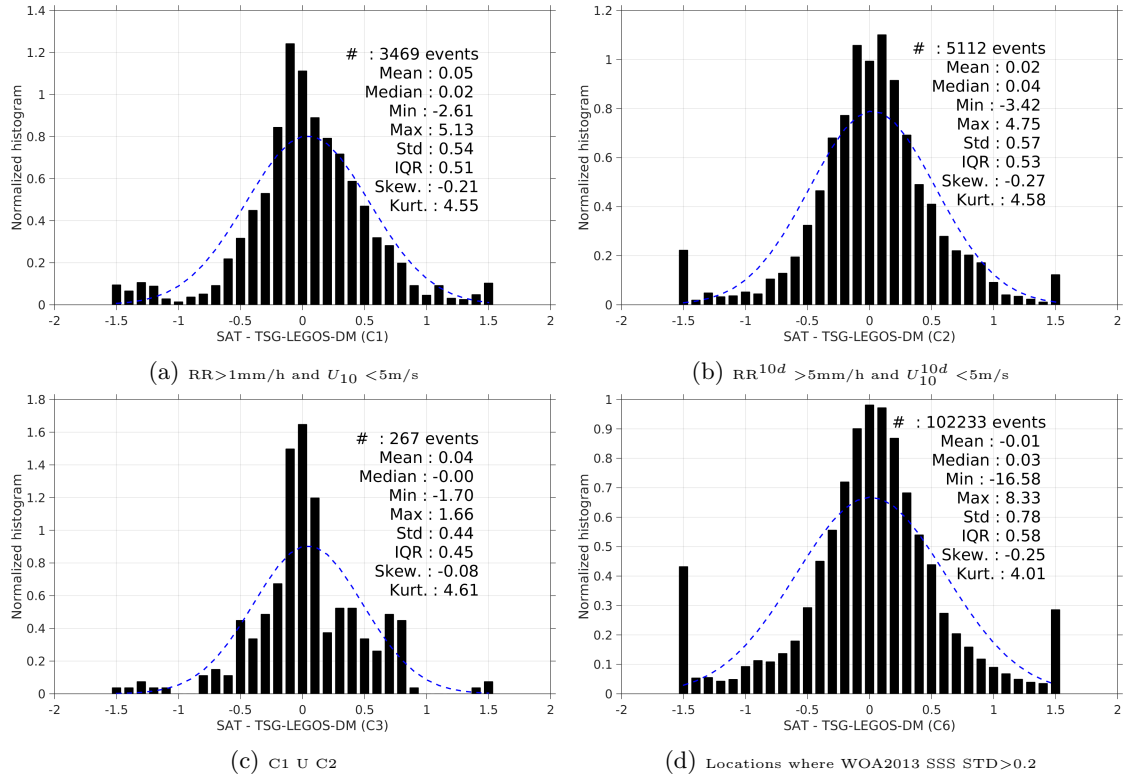 1.4
1.2
1
0.8
0.6
0.4
0.2
0
Normalized histogram
# : 3469 events
Mean : 0.05
Median : 0.02
Min : -2.61
Max : 5.13
Std : 0.54
IQR : 0.51
Skew. : -0.21
Kurt. : 4.55
-2 -1.5 -1 -0.5 0 0.5 1 1.5 2
SAT - TSG-LEGOS-DM (C1)
(a) RR>1mm/h and U10 <5m/s
1.2
1
0.8
0.6
0.4
0.2
0
Normalized histogram
# : 5112 events
Mean : 0.02
Median : 0.04
Min : -3.42
Max : 4.75
Std : 0.57
IQR : 0.53
Skew. : -0.27
Kurt. : 4.58
-2 -1.5 -1 -0.5 0 0.5 1 1.5 2
SAT - TSG-LEGOS-DM (C2)
(b) RR10d >5mm/h and U10d10 <5m/s
1.8
1.6
1.4
1.2
1
0.8
0.6
0.4
0.2
0
Normalized histogram
# : 267 events
Mean : 0.04
Median : -0.00
Min : -1.70
Max : 1.66
Std : 0.44
IQR : 0.45
Skew. : -0.08
Kurt. : 4.61
-2 -1.5 -1 -0.5 0 0.5 1 1.5 2
SAT - TSG-LEGOS-DM (C3)
(c) C1 U C2
1
0.9
0.8
0.7
0.6
0.5
0.4
0.3
0.2
0.1
0
Normalized histogram
# : 102233 events
Mean : -0.01
Median : 0.03
Min : -16.58
Max : 8.33
Std : 0.78
IQR : 0.58
Skew. : -0.25
Kurt. : 4.01
-2 -1.5 -1 -0.5 0 0.5 1 1.5 2
SAT - TSG-LEGOS-DM (C6)
(d) Locations where WOA2013 SSS STD>0.2